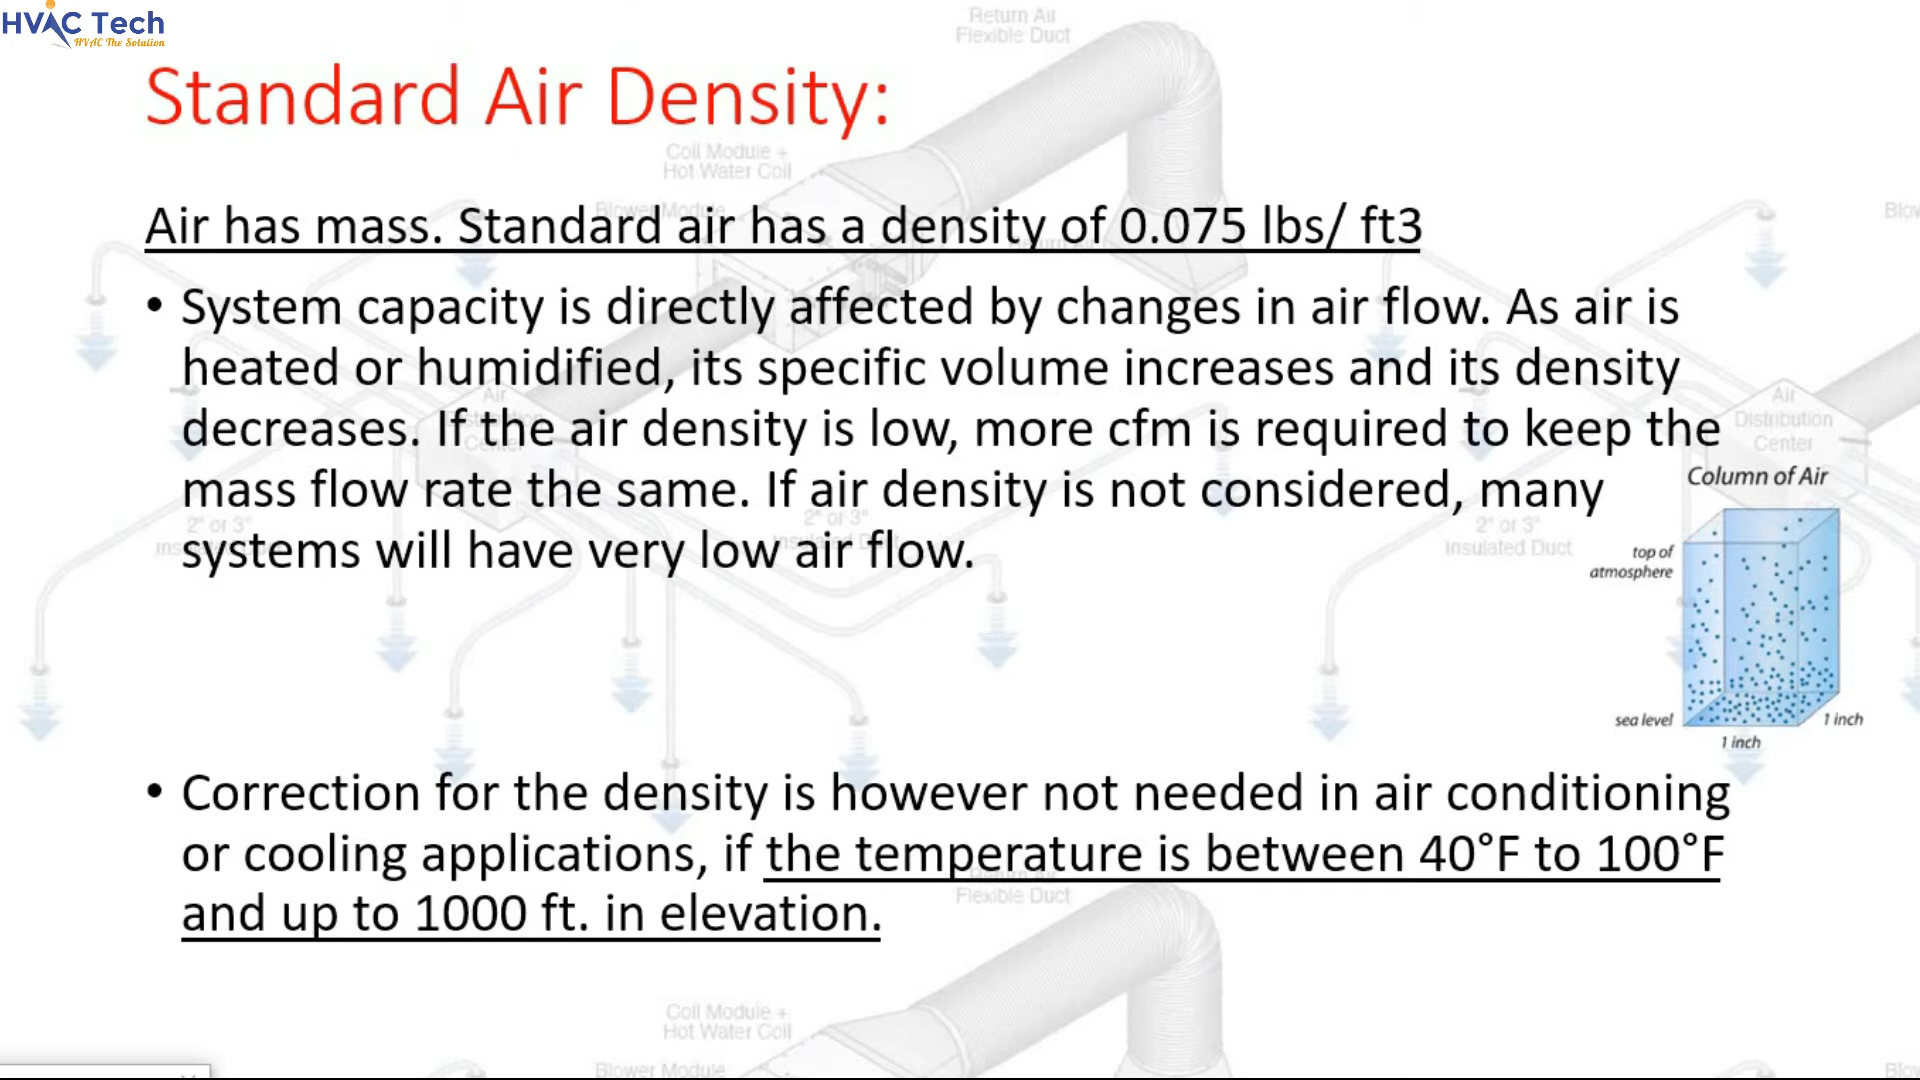 HVAC Tech
HVAC The Solution
Return Air
Flexible Duct
Standard Air Density:
Coil Module +
Hot Water Coil
Blower Module
Air has mass. Standard air has a density of 0.075 lbs/ ft3
• System capacity is directly affected by changes in air flow. As air is
heated or humidified, its specific volume increases and its density
decreases. If the air density is low, more cfm is required to keep the
mass flow rate the same. If air density is not considered, many
systems will have very low air flow.
Air
Distribution
Center
Column of Air
top of
atmosphere
sea level
1 inch
1 inch
2" or 3"
2" or 3"
2" or 3"
Insulated Duct
• Correction for the density is however not needed in air conditioning
or cooling applications, if the temperature is between 40°F to 100°F
and up to 1000 ft. in elevation.
Flexible Duct
Coil Module +
Hot Water Coil
Blower Module